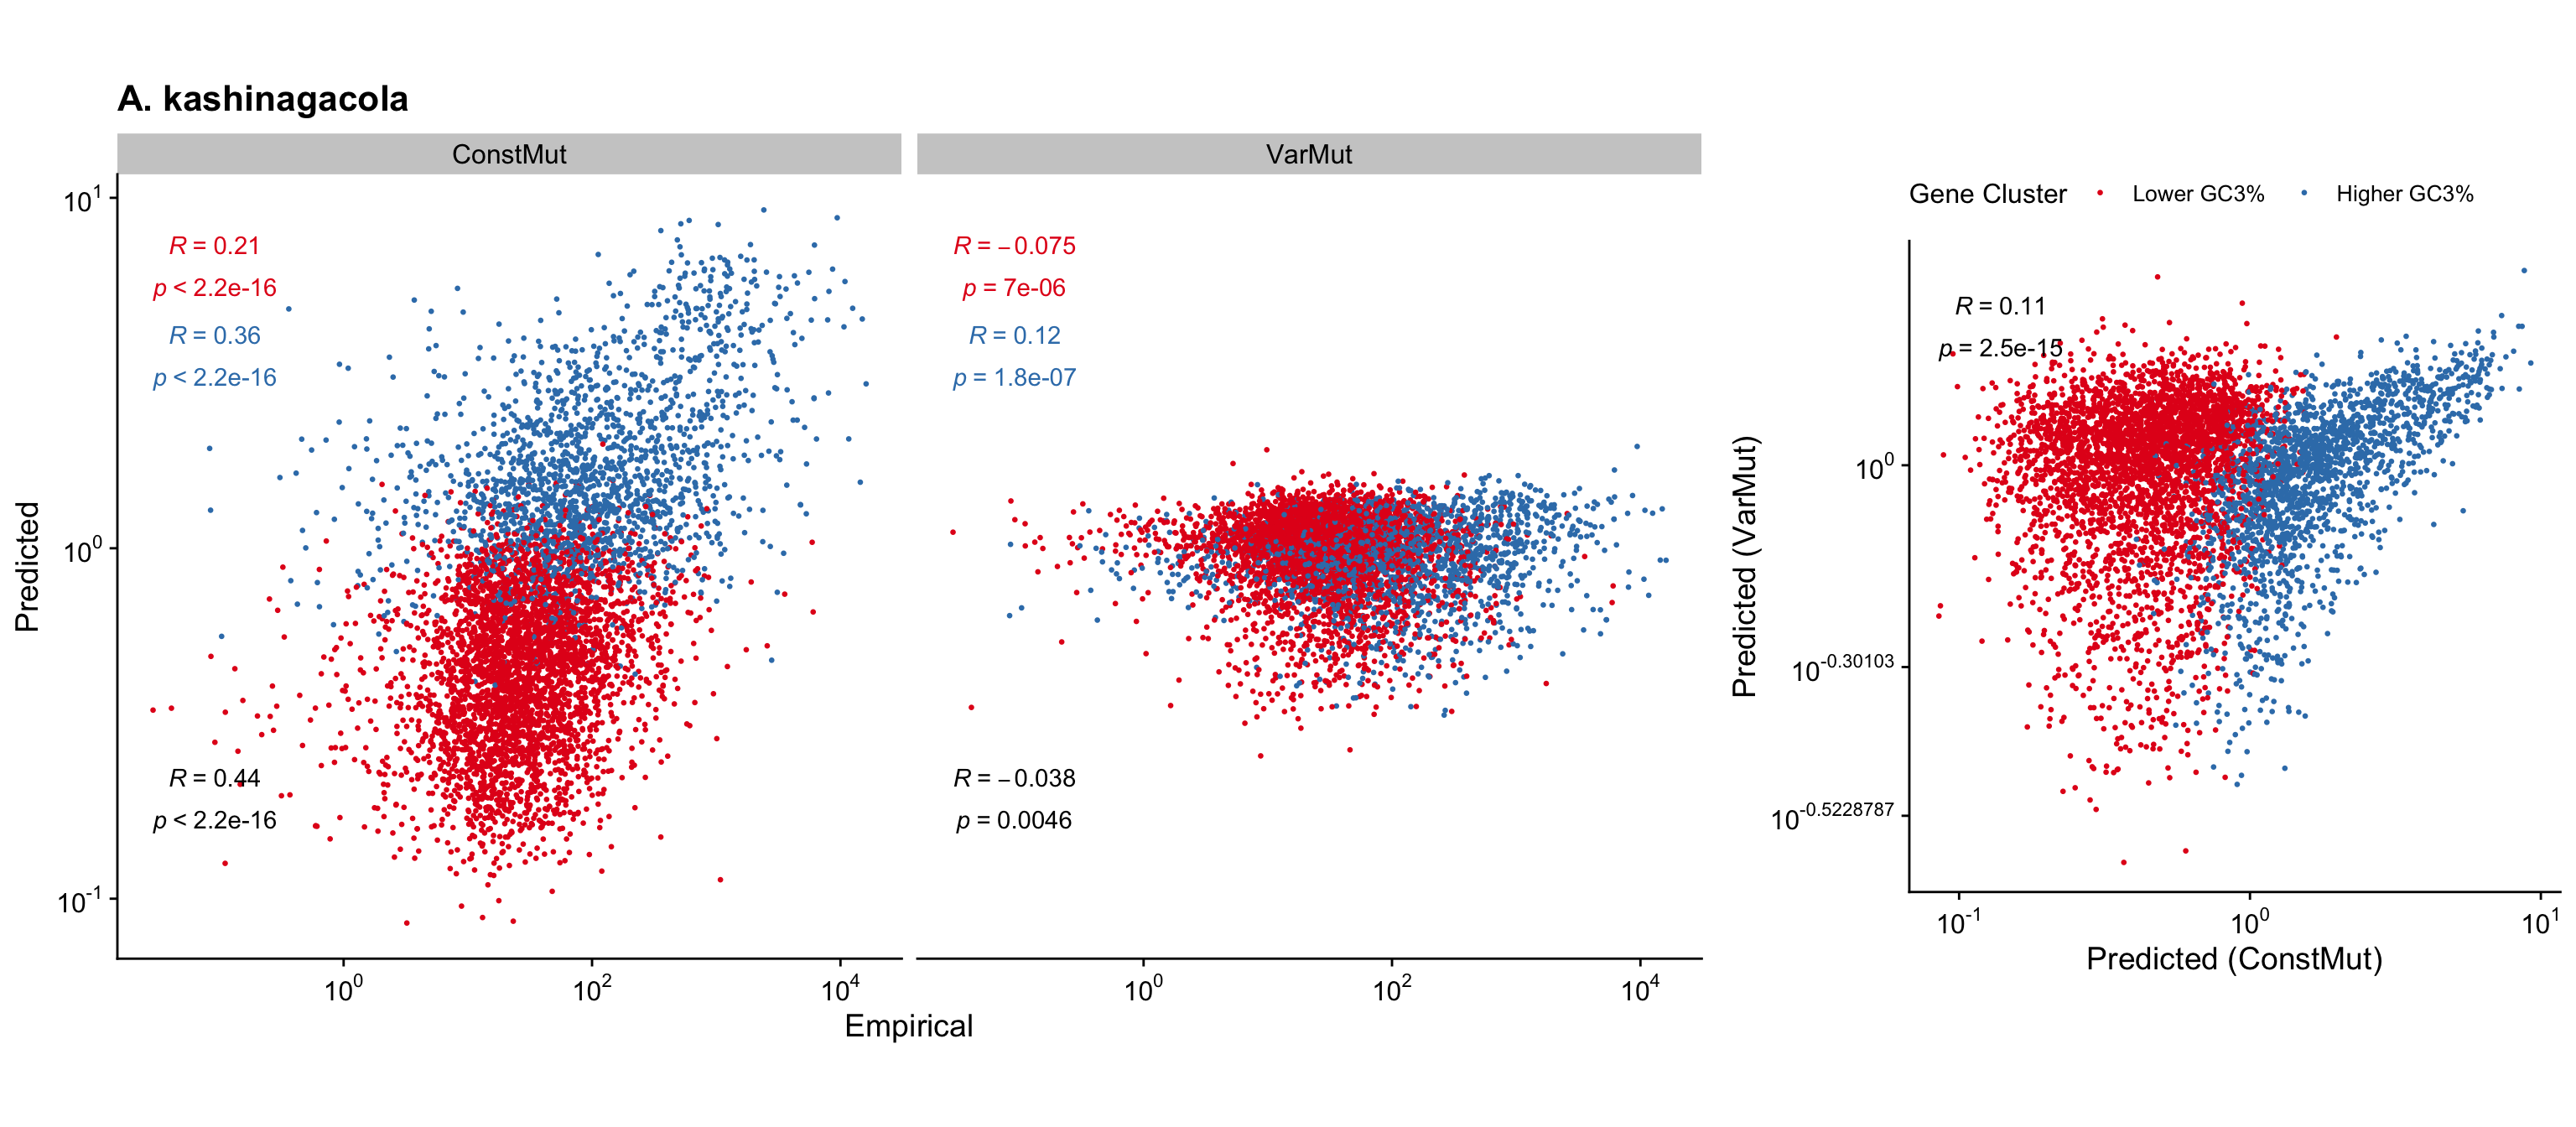 A. kashinagacola
ConstMut
VarMut
Predicted
10^1
10^0
10^-1
R = 0.21
p < 2.2e-16
R = 0.36
p < 2.2e-16
R = 0.44
p < 2.2e-16
R = −0.075
p = 7e-06
R = 0.12
p = 1.8e-07
R = −0.038
p = 0.0046
10^0
10^2
10^4
10^0
10^2
10^4
Empirical
Gene Cluster
Lower GC3%
Higher GC3%
R = 0.11
p = 2.5e-15
Predicted (VarMut)
10^0
10^-0.30103
10^-0.5228787
10^-1
10^0
10^1
Predicted (ConstMut)